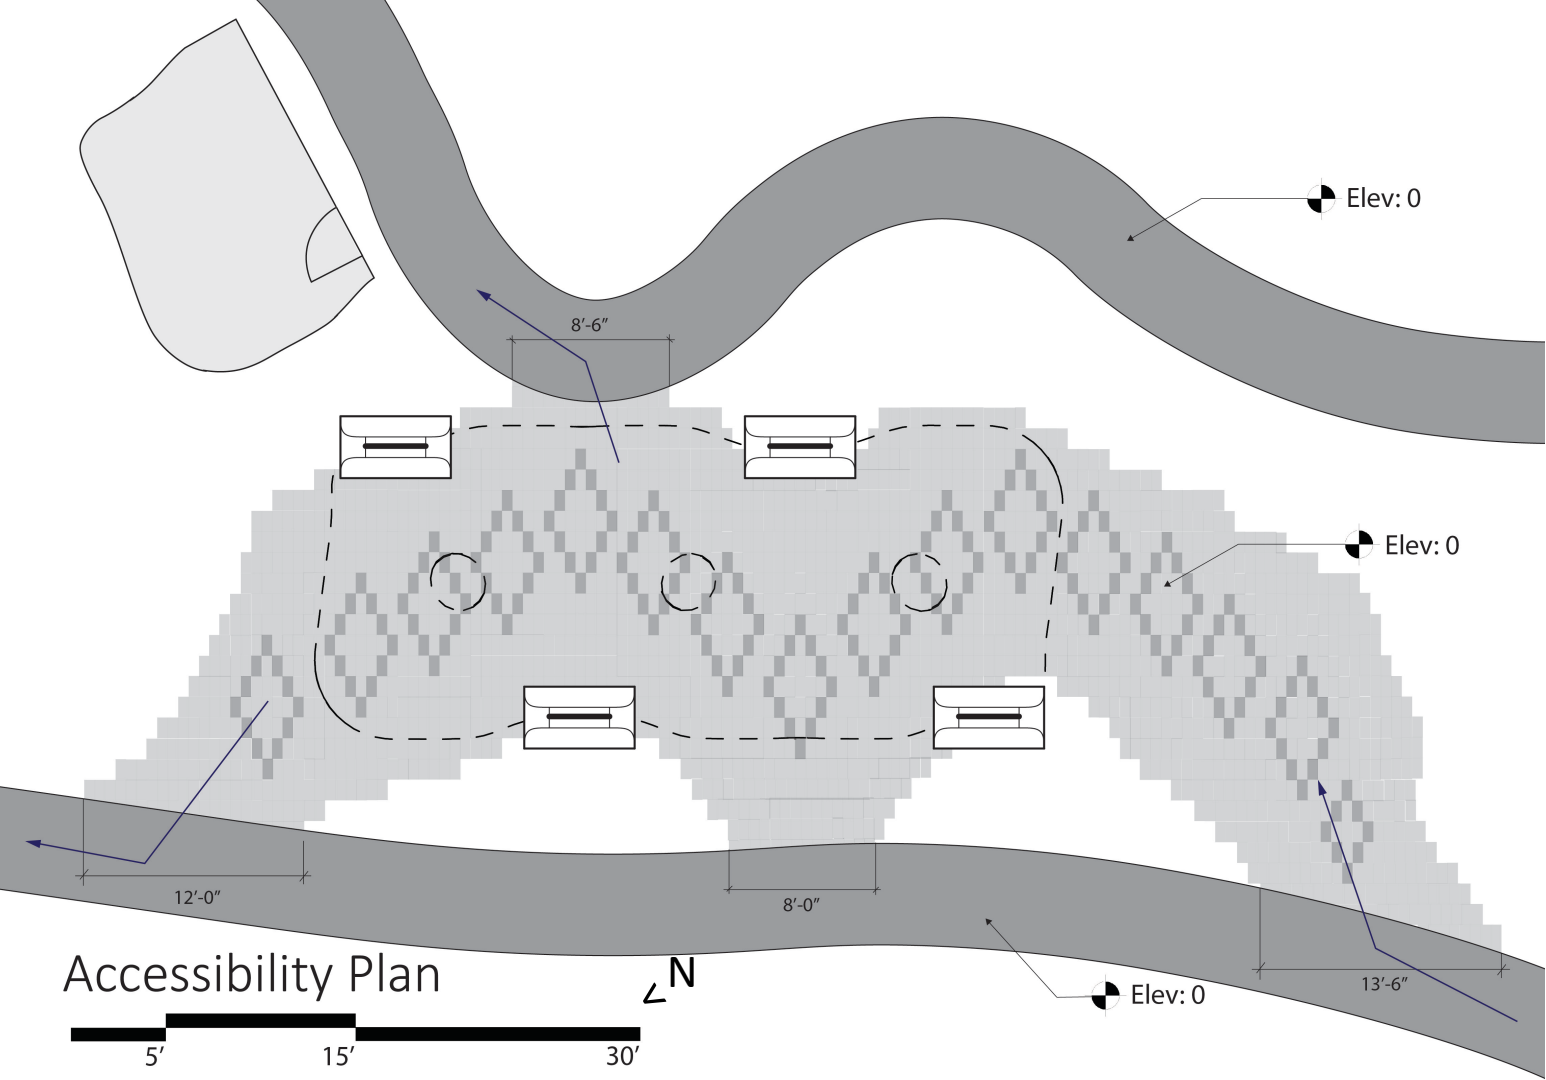 Elev: 0
8’-6”
Elev: 0
12’-0”
8’-0”
13’-6”
Elev: 0
Accessibility Plan
N
5’ 15’ 30’